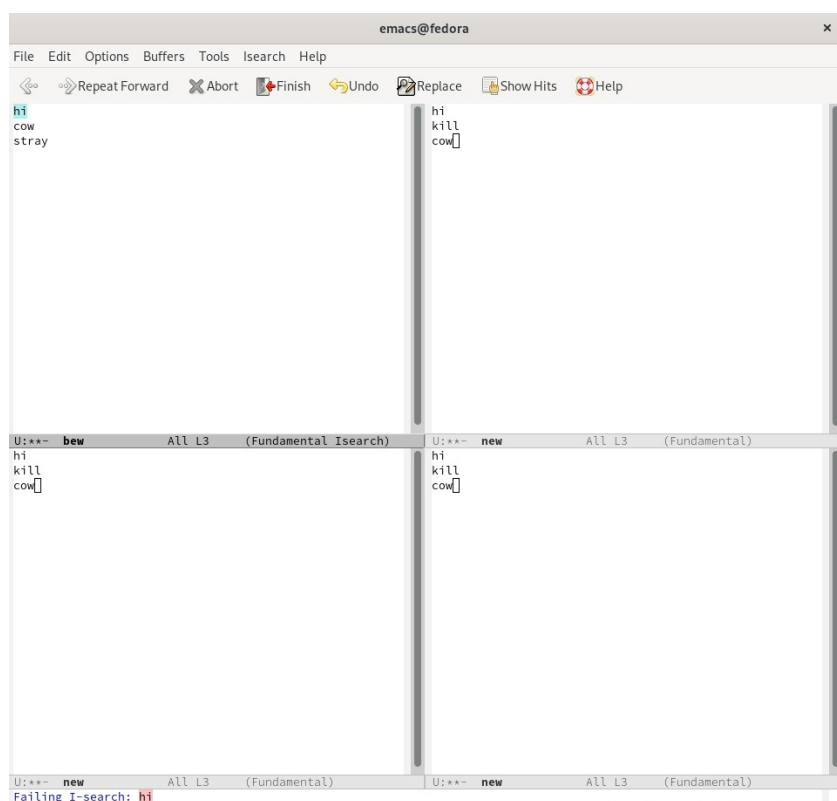 emacs@fedora ×
File Edit Options Buffers Tools Isearch Help
Repeat Forward Abort Finish Undo Replace Show Hits Help
hi
cow
stray
hi
kill
cow
U:**- bew All L3 (Fundamental Isearch)
U:**- new All L3 (Fundamental)
hi
kill
cow
hi
kill
cow
U:**- new All L3 (Fundamental)
U:**- new All L3 (Fundamental)
Failing I-search: hi